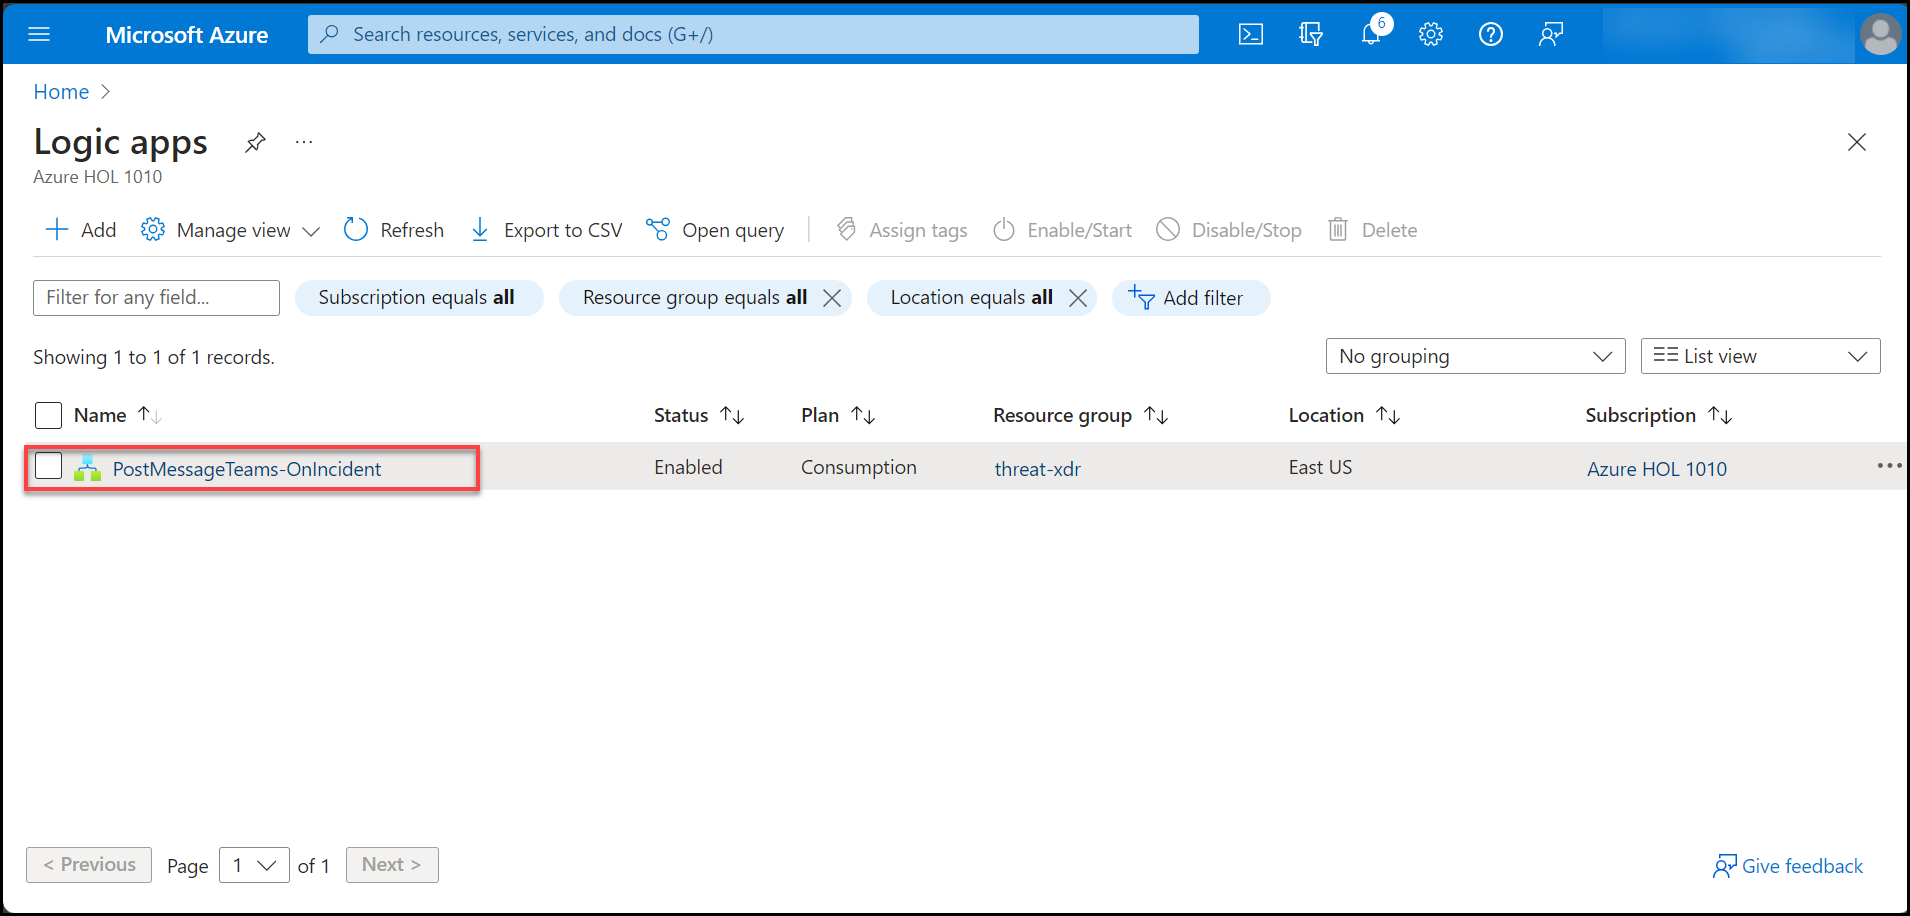 Microsoft Azure
Search resources, services, and docs (G+/)
6
Home
Logic apps
Azure HOL 1010
Add
Manage view
Refresh
Export to CSV
Open query
Assign tags
Enable/Start
Disable/Stop
Delete
Filter for any field...
Subscription equals all
Resource group equals all
Location equals all
Add filter
Showing 1 to 1 of 1 records.
No grouping
List view
Name
Status
Plan
Resource group
Location
Subscription
PostMessageTeams-OnIncident
Enabled
Consumption
threat-xdr
East US
Azure HOL 1010
< Previous
Page 1 of 1
Next >
Give feedback